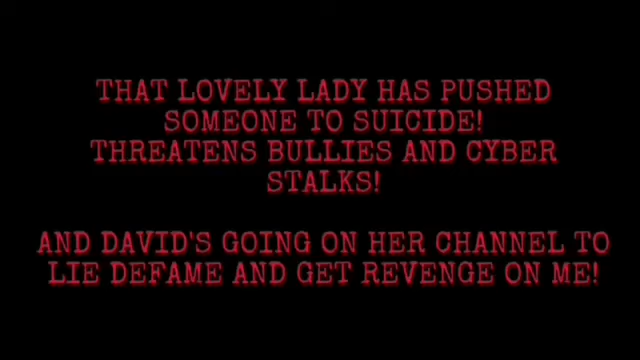 THAT LOVELY LADY HAS PUSHED
SOMEONE TO SUICIDE!
THREATENS BULLIES AND CYBER
STALKS!
AND DAVID'S GOING ON HER CHANNEL TO
LIE DEFAME AND GET REVENGE ON ME!